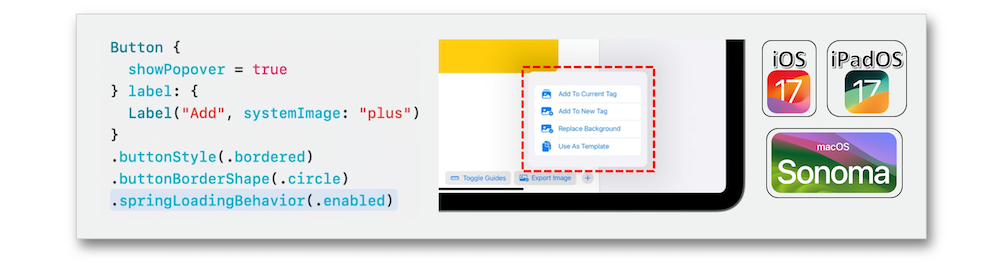 Button {
showPopover = true
} label: {
Label("Add", systemImage: "plus")
}
.buttonStyle(.bordered)
.buttonBorderShape(.circle)
.springLoadingBehavior(.enabled)
Add To Current Tag
Add To New Tag
Replace Background
Use As Template
Toggle Guides
Export Image
iOS
17
iPadOS
17
macOS
Sonoma